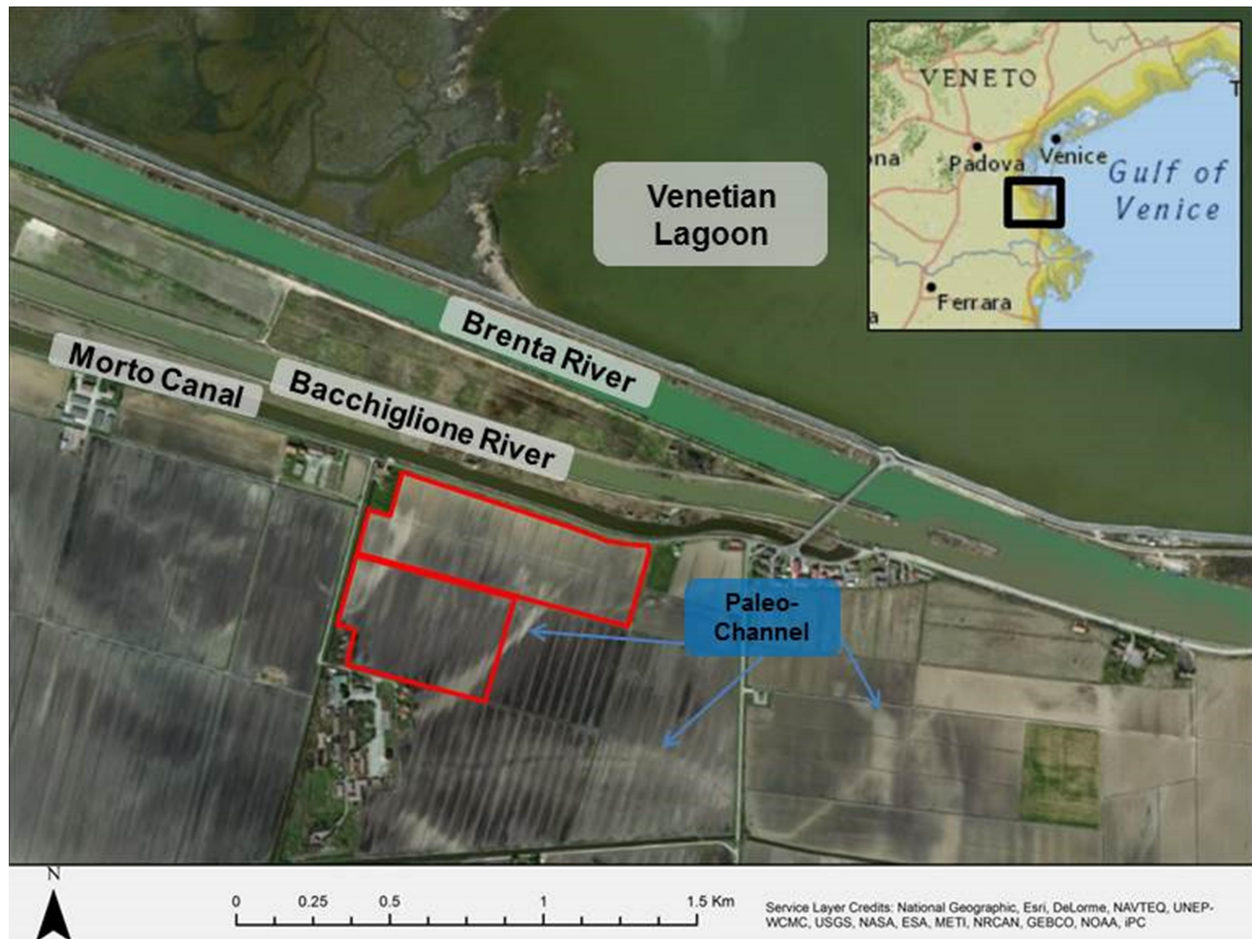 VENETO
Padova
Venice
Gulf of
Venice
Ferrara
Venetian
Lagoon
Brenta River
Bacchiglione River
Morto Canal
Paleo-
Channel
N
0 0.25 0.5 1 1.5 Km
Service Layer Credits: National Geographic, Esri, DeLorme, NAVTEQ, UNEP-
WCMC, USGS, NASA, ESA, METI, NRCAN, GEBCO, NOAA, iPC